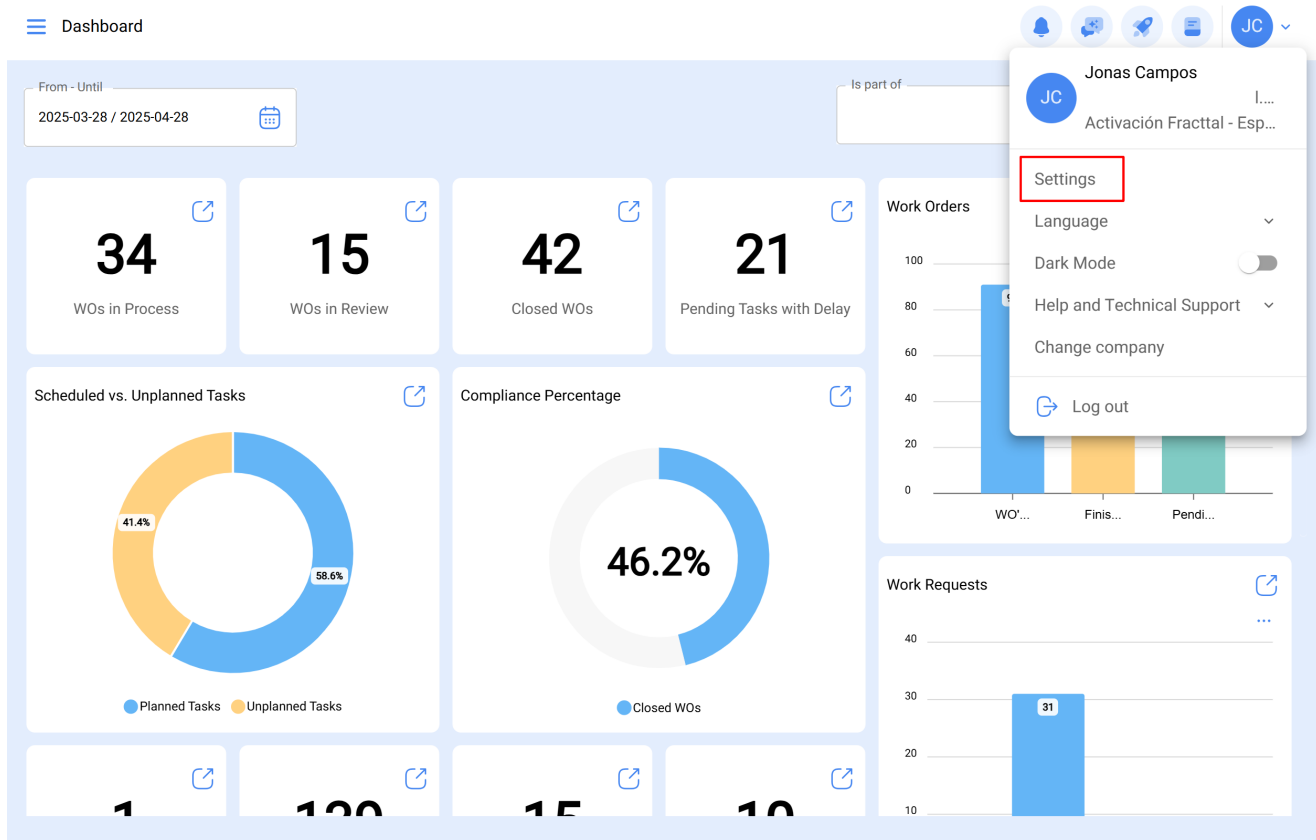 Dashboard
JC
From - Until
2025-03-28 / 2025-04-28
Is part of
JC
Jonas Campos
I....
Activación Fracttal - Esp...
Settings
Language
Dark Mode
Help and Technical Support
Change company
Log out
34
WOs in Process
15
WOs in Review
42
Closed WOs
21
Pending Tasks with Delay
Work Orders
100
80
60
40
20
0
WO'...
Finis...
Pendi...
Scheduled vs. Unplanned Tasks
41.4%
58.6%
Planned Tasks
Unplanned Tasks
Compliance Percentage
46.2%
Closed WOs
Work Requests
...
40
30
20
10
31